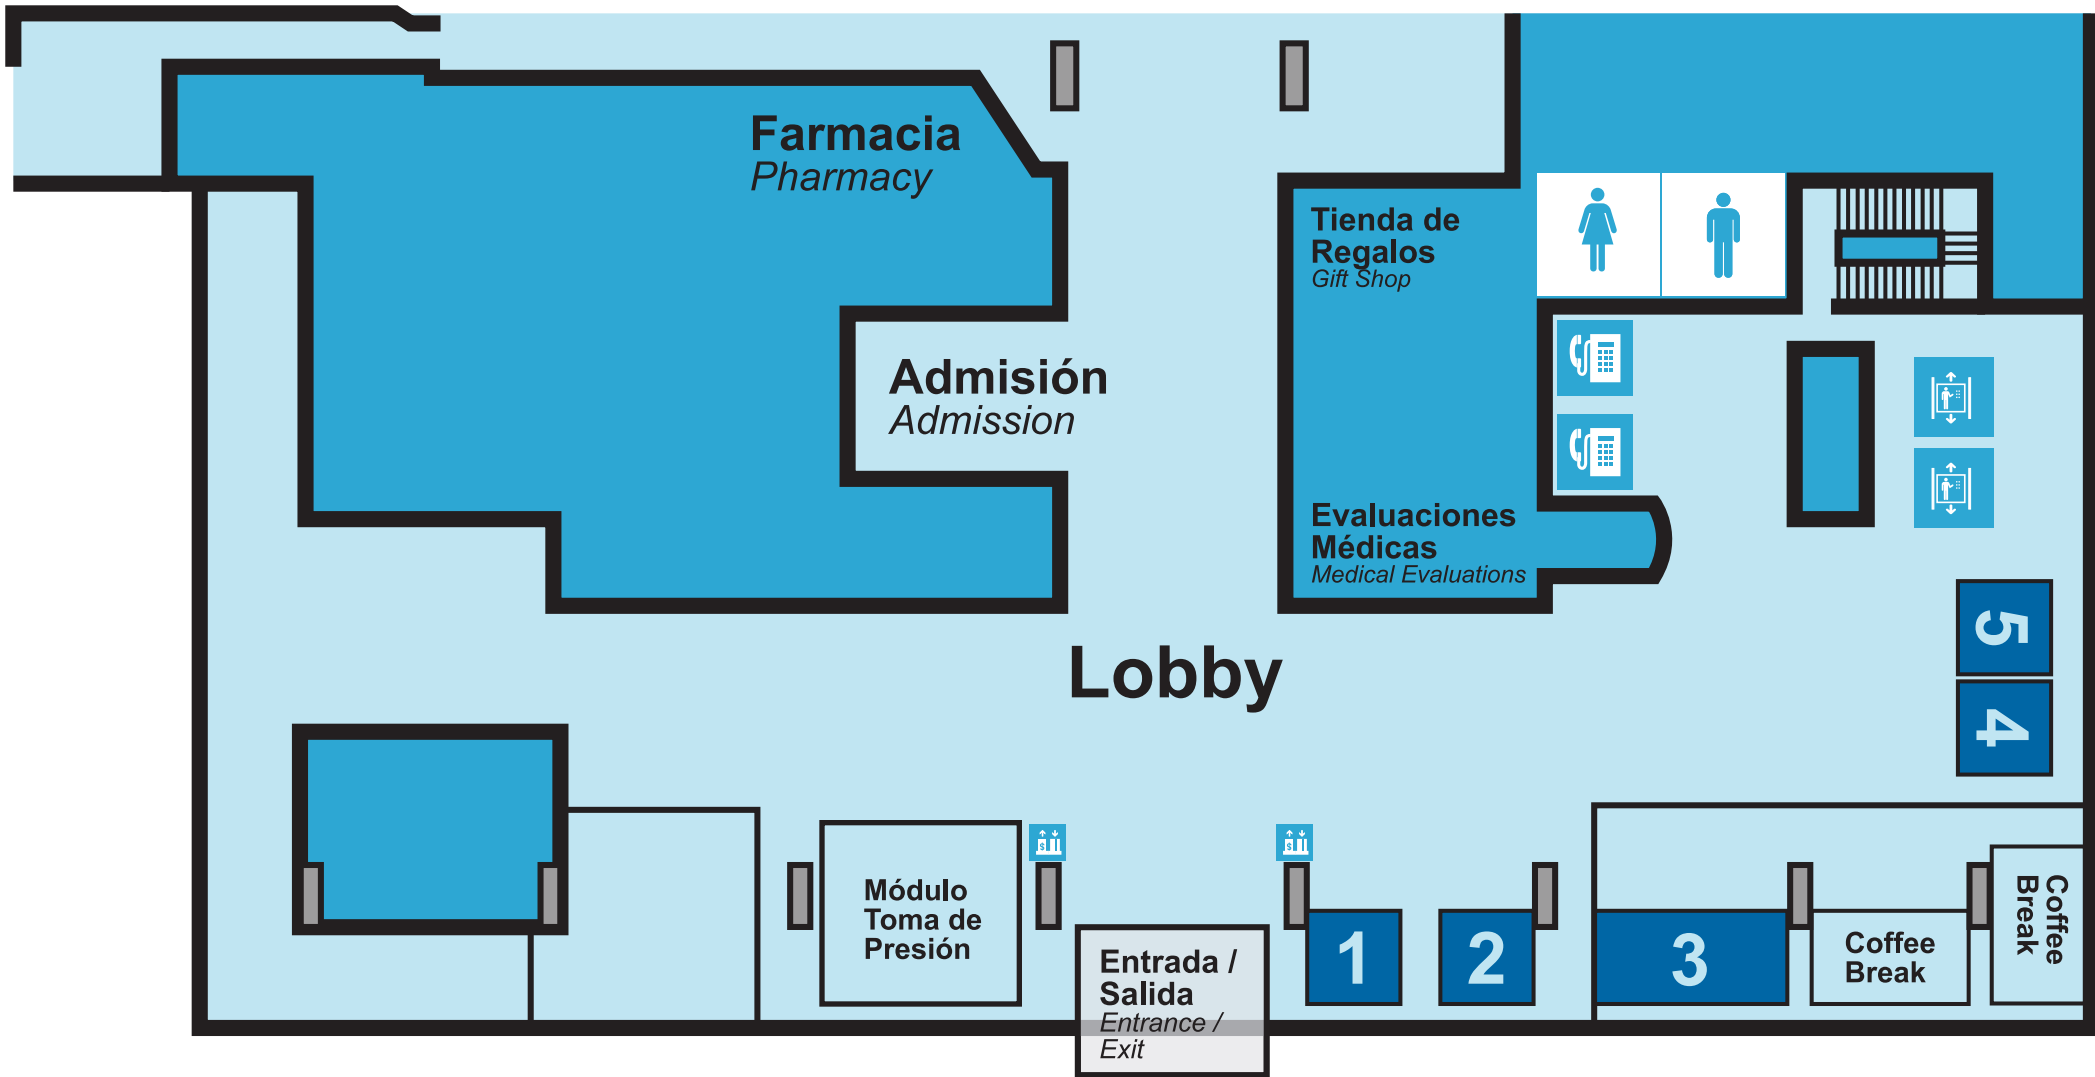 Farmacia
Pharmacy
Tienda de
Regalos
Gift Shop
Admisión
Admission
Evaluaciones
Médicas
Medical Evaluations
Lobby
5
4
Módulo
Toma de
Presión
Entrada /
Salida
Entrance /
Exit
1
2
3
Coffee
Break
Coffee
Break